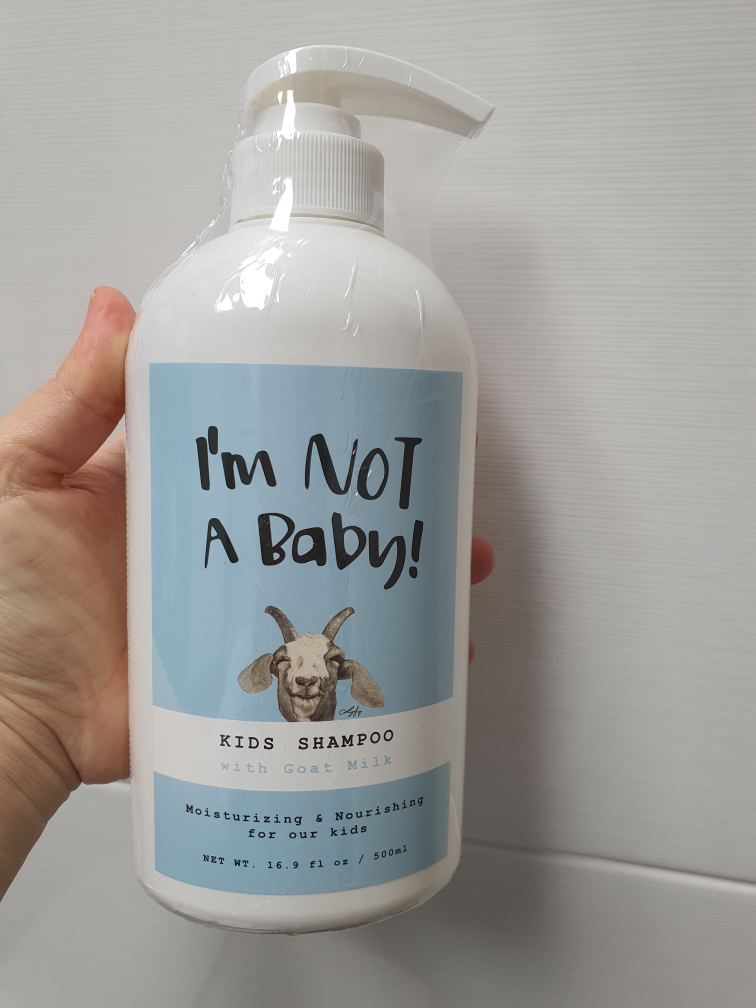 I'm NOT
A Baby!
KIDS SHAMPOO
with Goat Milk
Moisturizing & Nourishing
for our kids
NET WT. 16.9 fl oz / 500ml